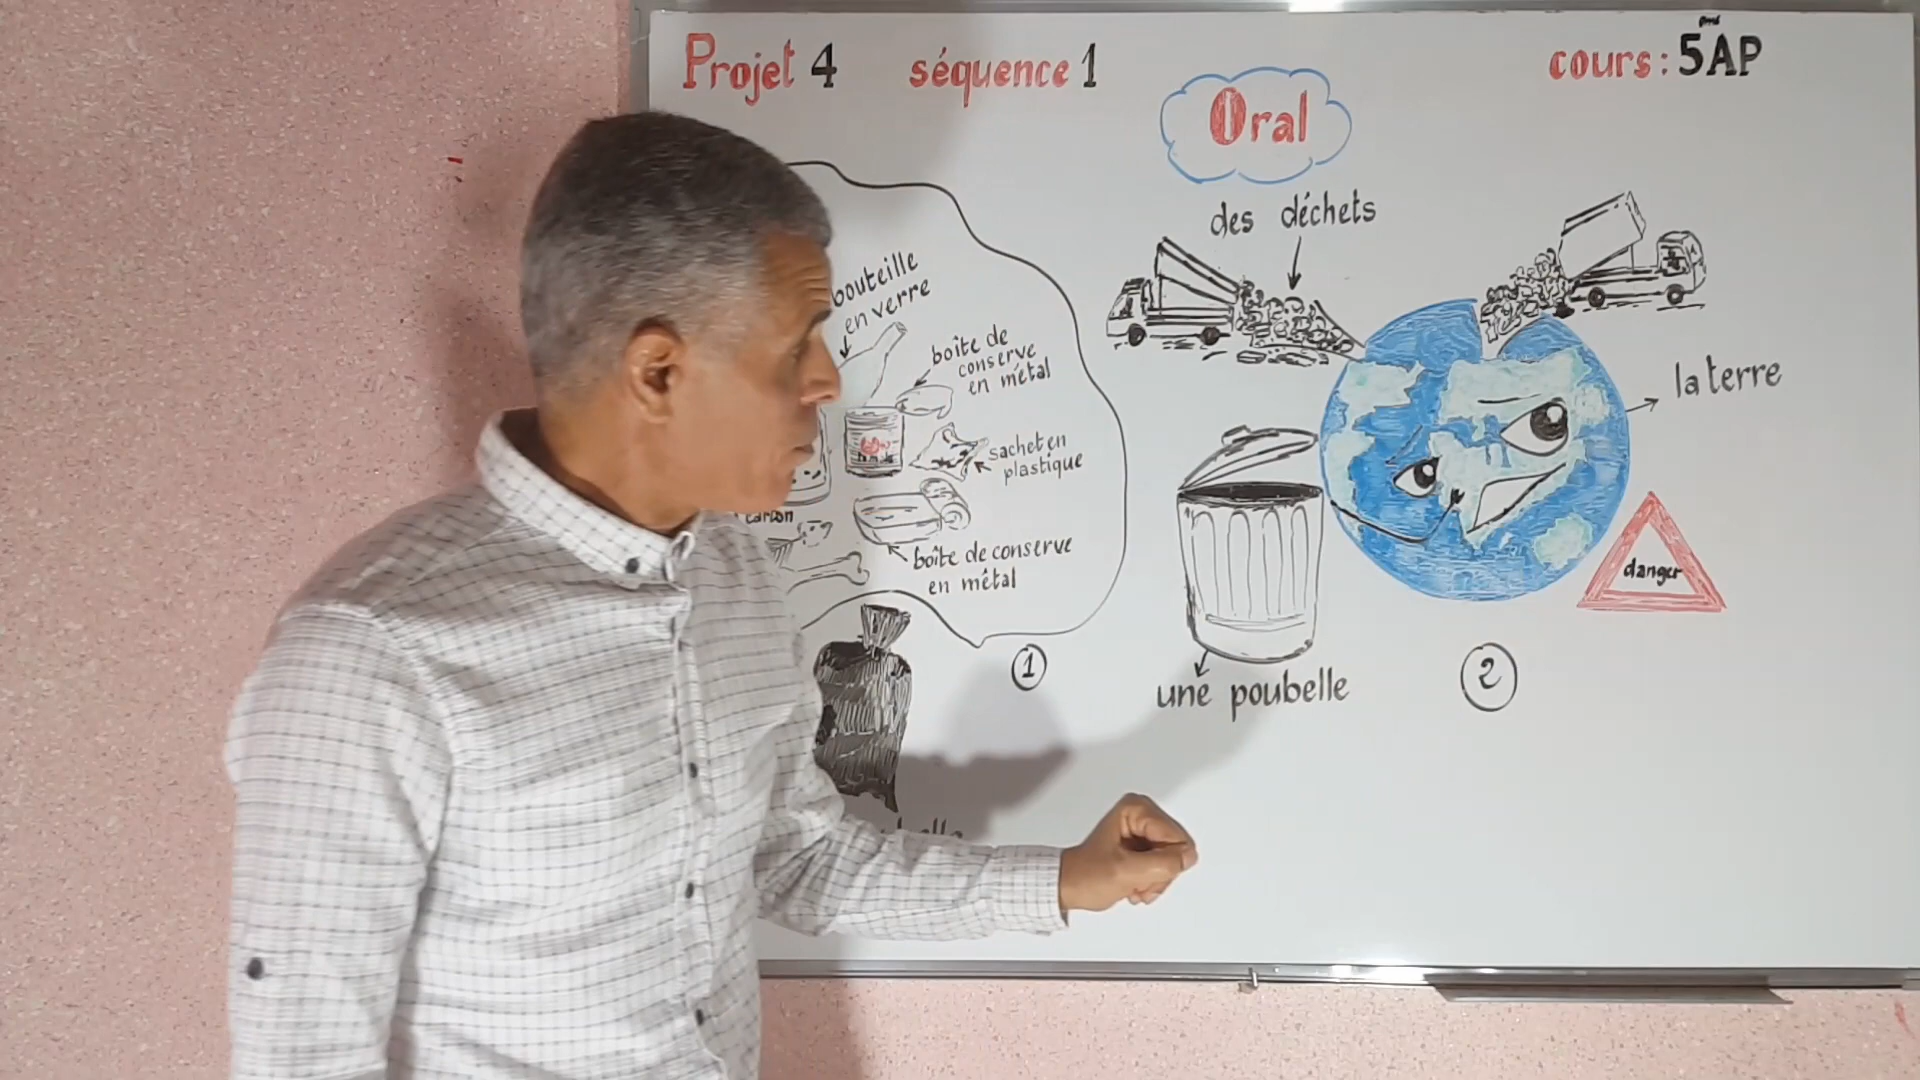 Projet 4 séquence 1
cours: 5AP
Oral
des déchets
bouteille
en verre
boîte de
conserve
en métal
la terre
sachet en
plastique
carton
boîte de conserve
en métal
danger
1
2
une poubelle